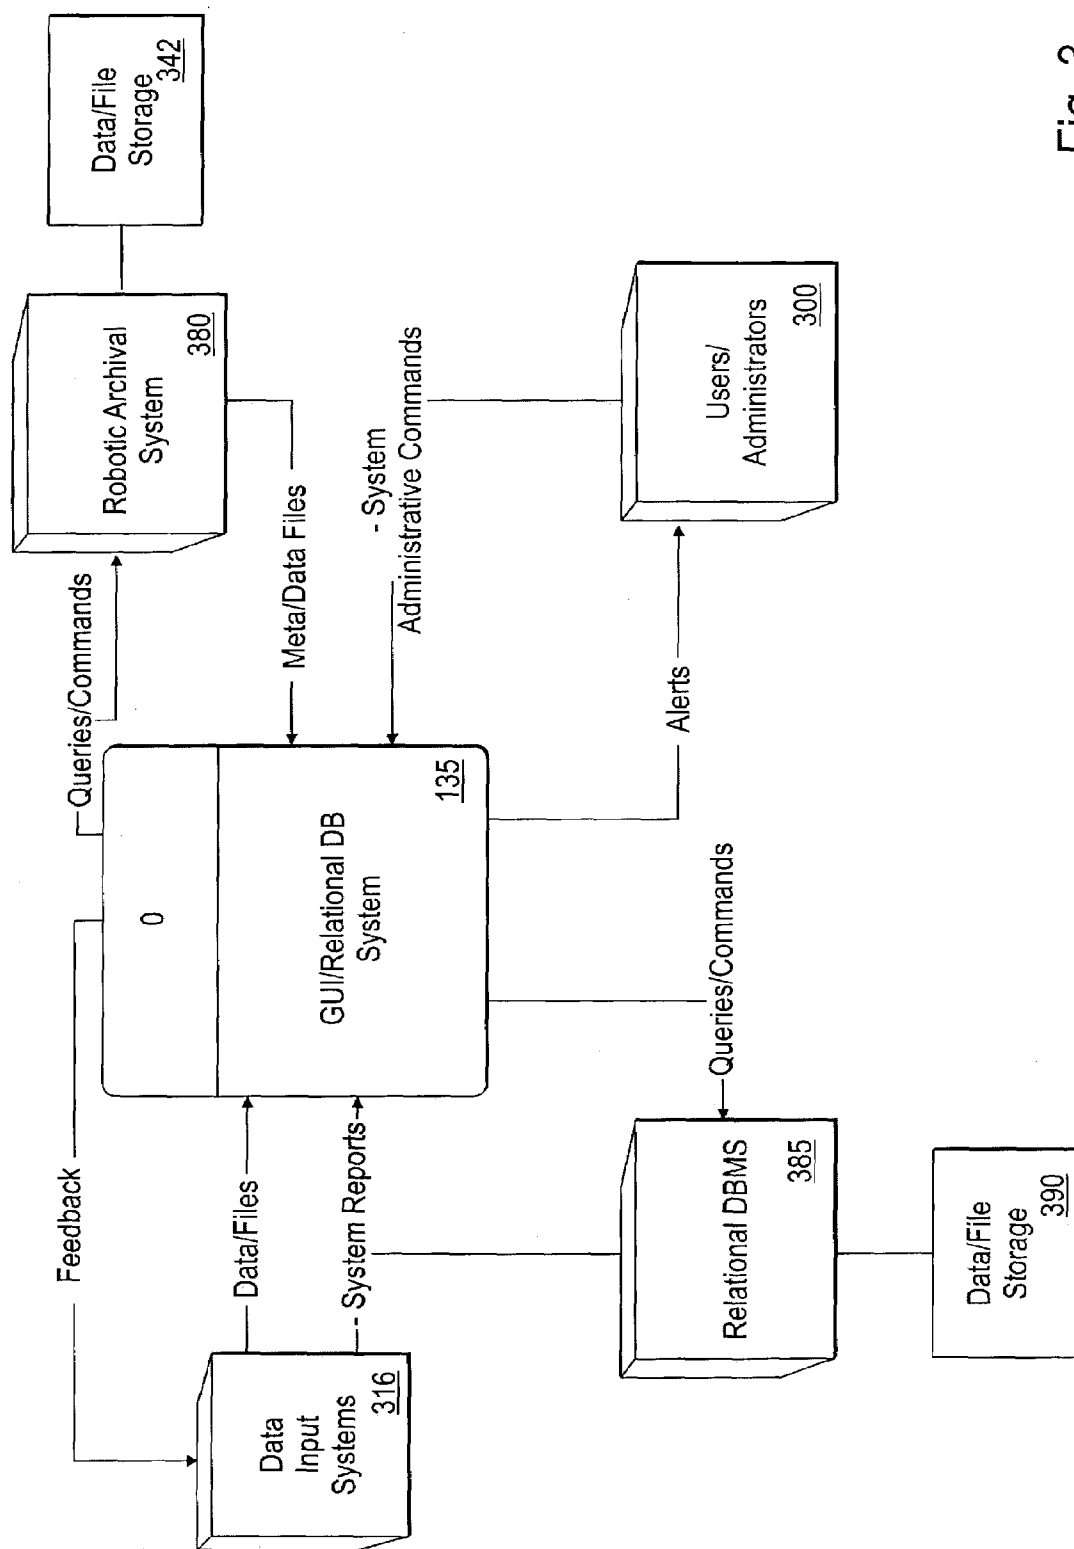 Feedback
Queries/Commands
0
Robotic Archival
System
380
Data/File
Storage
342
Data
Input
Systems
316
Data/Files
- System Reports
GUI/Relational DB
System
135
Meta/Data Files
- System
Administrative Commands
Relational DBMS
385
Queries/Commands
Alerts
Users/
Administrators
300
Data/File
Storage
390
Fig.